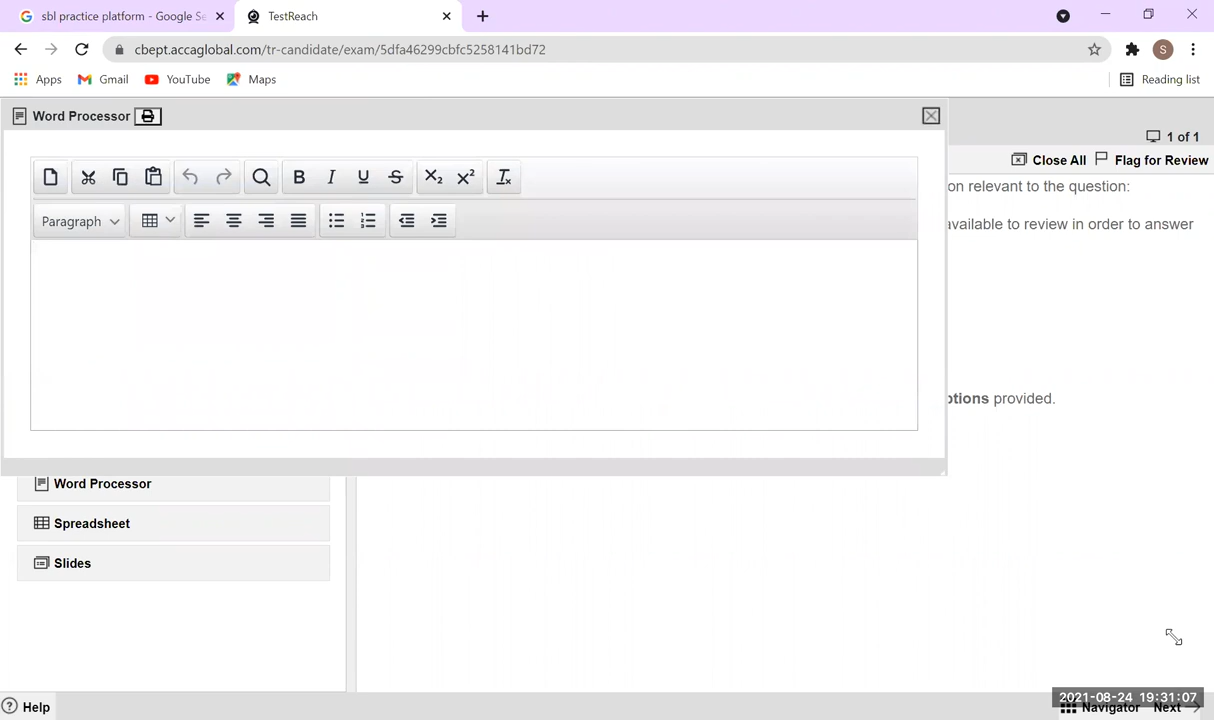 sbl practice platform - Google Se
TestReach
cbept.accaglobal.com/tr-candidate/exam/5dfa46299cbfc5258141bd72
S
Apps
Gmail
YouTube
Maps
Reading list
Word Processor
1 of 1
Close All
Flag for Review
on relevant to the question:
Paragraph
available to review in order to answer
ptions provided.
Word Processor
Spreadsheet
Slides
2021-08-24 19:31:07
Help
Navigator
Next